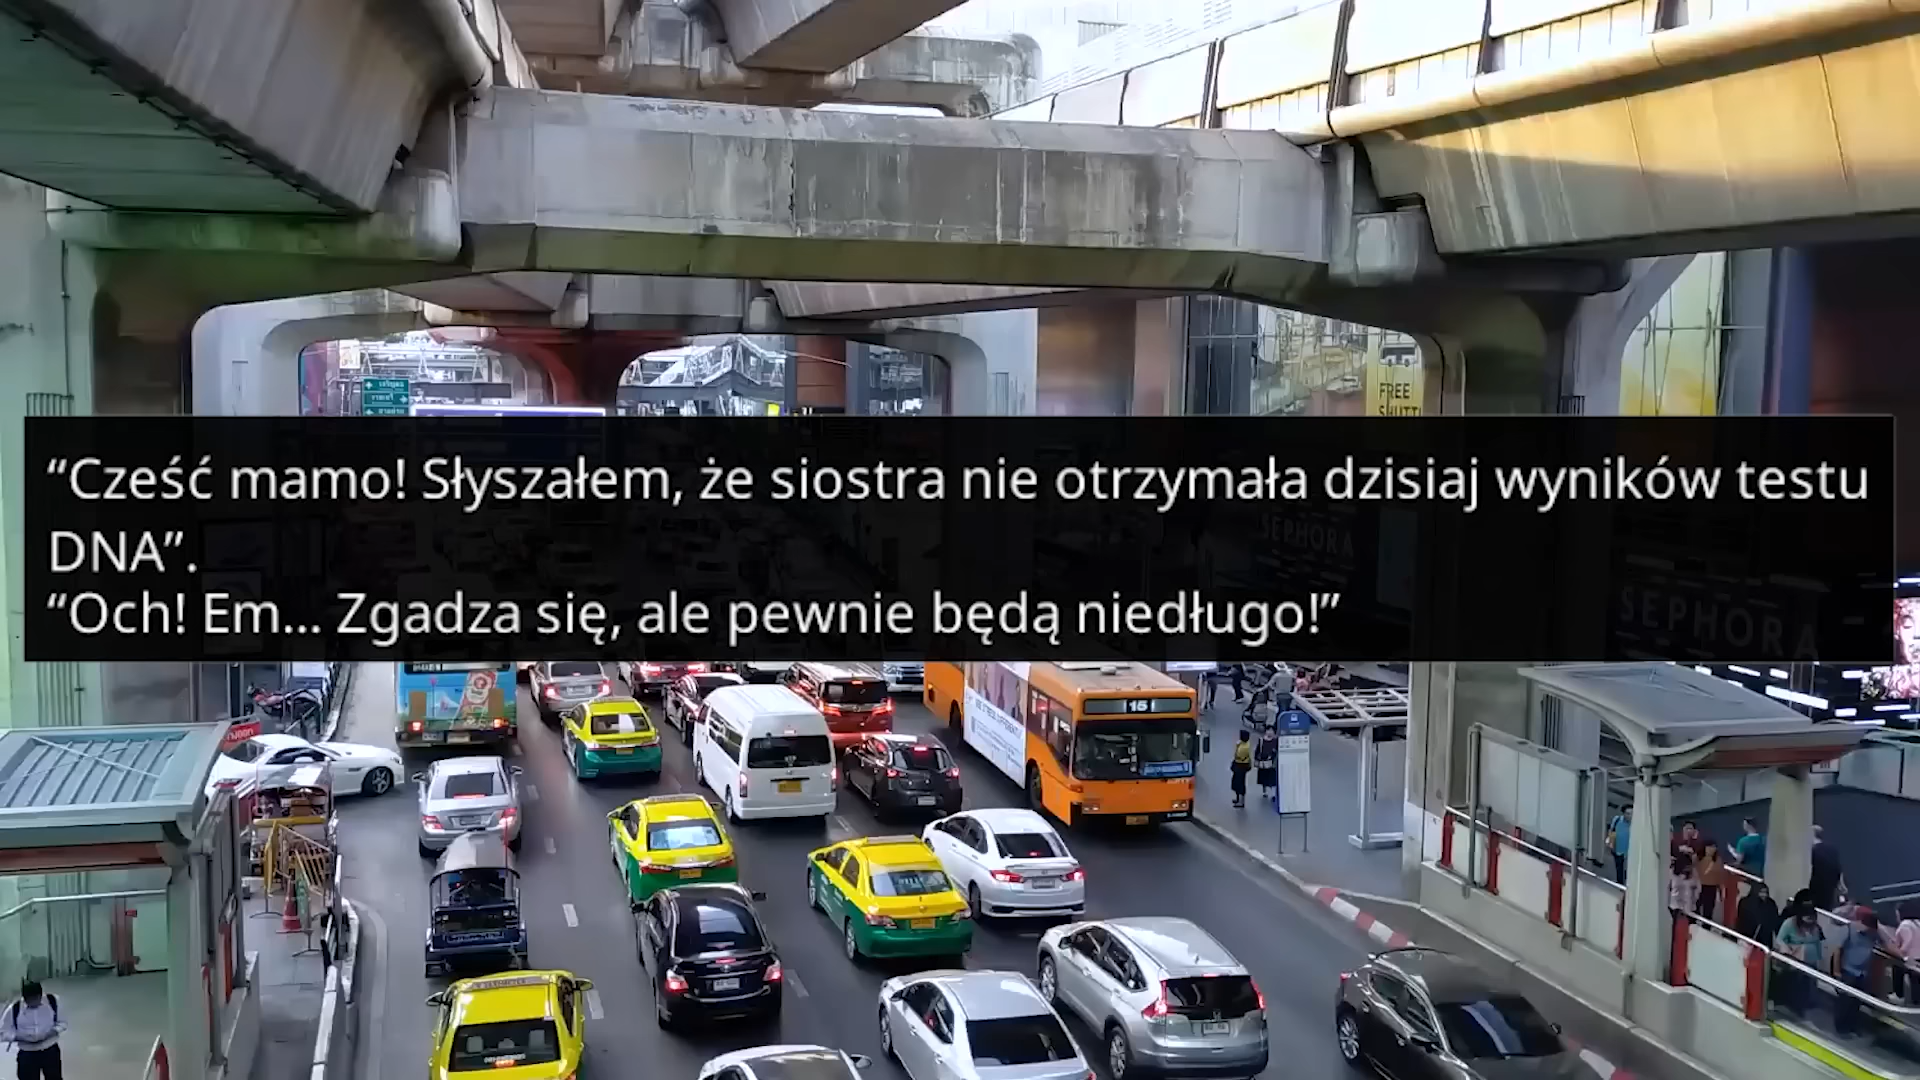 FREE
SHUTT
“Cześć mamo! Słyszałem, że siostra nie otrzymała dzisiaj wyników testu
DNA”.
“Och! Em... Zgadza się, ale pewnie będą niedługo!”
SEPHORA
SEPHORA
15